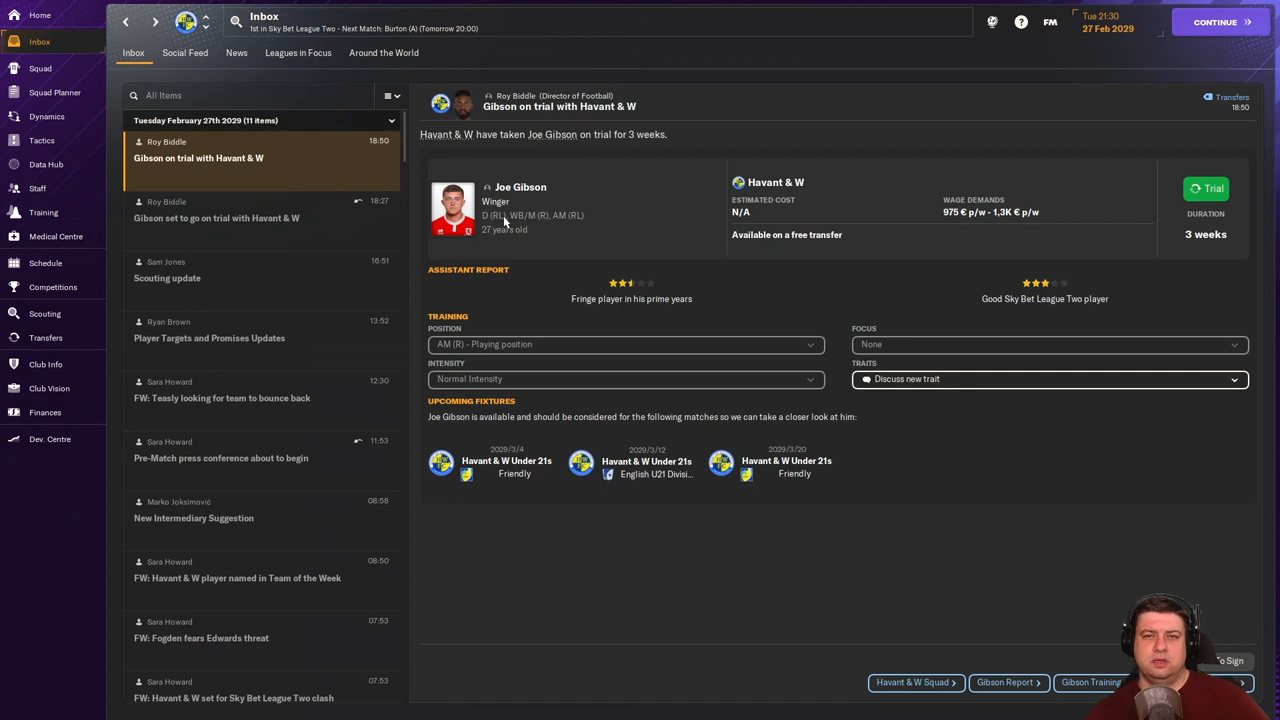 Home
Inbox
Squad
Squad Planner
Dynamics
Tactics
Data Hub
Staff
Training
Medical Centre
Schedule
Competitions
Scouting
Transfers
Club Info
Club Vision
Finances
Dev. Centre
Inbox
1st in Sky Bet League Two - Next Match: Burton (A) (Tomorrow 20:00)
FM
Tue 21:30
27 Feb 2029
CONTINUE
Inbox
Social Feed
News
Leagues in Focus
Around the World
All Items
Tuesday February 27th 2029 (11 items)
Roy Biddle 18:50
Gibson on trial with Havant & W
Roy Biddle 18:27
Gibson set to go on trial with Havant & W
Sam Jones 16:51
Scouting update
Ryan Brown 13:52
Player Targets and Promises Updates
Sara Howard 12:30
FW: Teasly looking for team to bounce back
Sara Howard 11:53
Pre-Match press conference about to begin
Marko Joksimović 08:58
New Intermediary Suggestion
Sara Howard 08:50
FW: Havant & W player named in Team of the Week
Sara Howard 07:53
FW: Fogden fears Edwards threat
Sara Howard 07:53
FW: Havant & W set for Sky Bet League Two clash
Roy Biddle (Director of Football)
Gibson on trial with Havant & W
Transfers
18:50
Havant & W have taken Joe Gibson on trial for 3 weeks.
Joe Gibson
Winger
D (RL), WB/M (R), AM (RL)
27 years old
Havant & W
ESTIMATED COST
N/A
WAGE DEMANDS
975 € p/w - 1,3K € p/w
Available on a free transfer
Trial
DURATION
3 weeks
ASSISTANT REPORT
Fringe player in his prime years
Good Sky Bet League Two player
TRAINING
POSITION
AM (R) - Playing position
FOCUS
None
INTENSITY
Normal Intensity
TRAITS
Discuss new trait
UPCOMING FIXTURES
Joe Gibson is available and should be considered for the following matches so we can take a closer look at him:
2029/3/4
Havant & W Under 21s
Friendly
2029/3/12
Havant & W Under 21s
English U21 Divisi...
2029/3/20
Havant & W Under 21s
Friendly
To Sign
Havant & W Squad
Gibson Report
Gibson Training